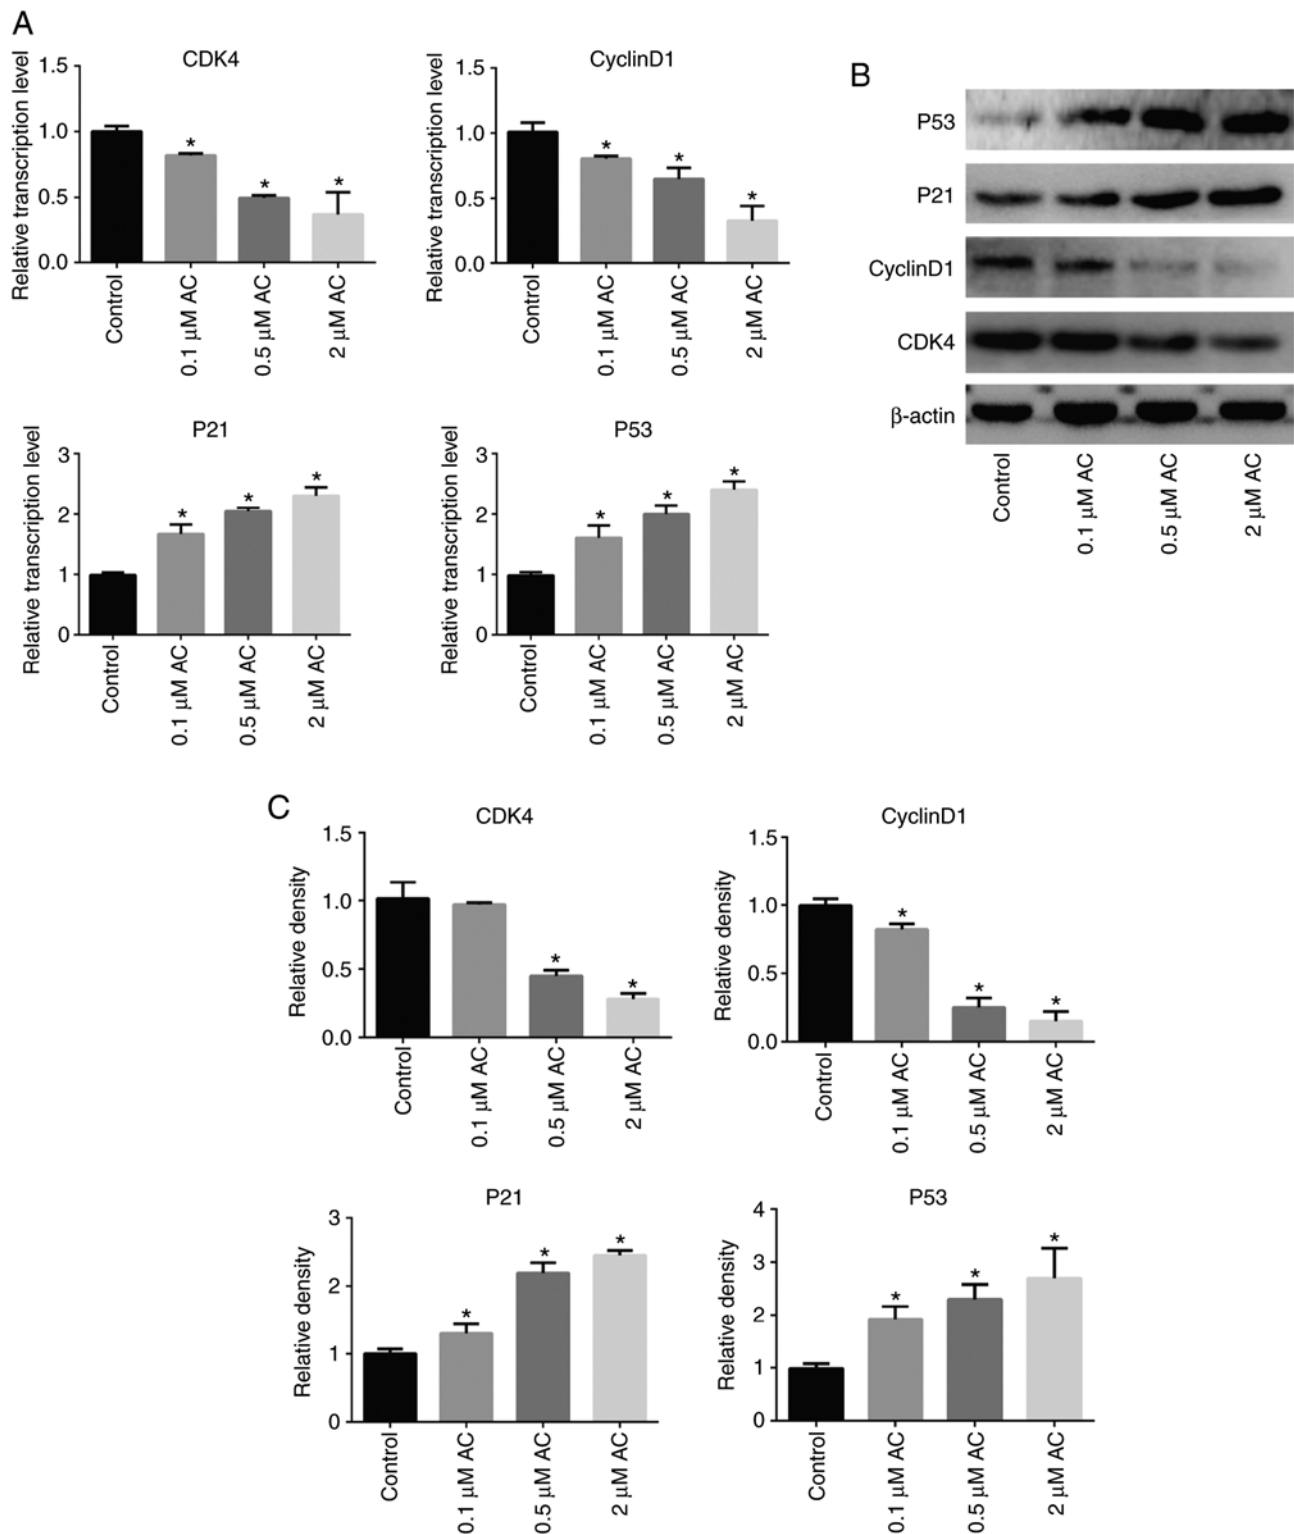 A
CDK4
Relative transcription level
1.5
1.0
0.5
0.0
*
*
*
Control
0.1 µM AC
0.5 µM AC
2 µM AC
CyclinD1
Relative transcription level
1.5
1.0
0.5
0.0
*
*
*
Control
0.1 µM AC
0.5 µM AC
2 µM AC
P21
Relative transcription level
3
2
1
0
*
*
*
Control
0.1 µM AC
0.5 µM AC
2 µM AC
P53
Relative transcription level
3
2
1
0
*
*
*
Control
0.1 µM AC
0.5 µM AC
2 µM AC
B
P53
P21
CyclinD1
CDK4
β-actin
Control
0.1 µM AC
0.5 µM AC
2 µM AC
C
CDK4
Relative density
1.5
1.0
0.5
0.0
*
*
Control
0.1 µM AC
0.5 µM AC
2 µM AC
CyclinD1
Relative density
1.5
1.0
0.5
0.0
*
*
*
Control
0.1 µM AC
0.5 µM AC
2 µM AC
P21
Relative density
3
2
1
0
*
*
*
Control
0.1 µM AC
0.5 µM AC
2 µM AC
P53
Relative density
4
3
2
1
0
*
*
*
Control
0.1 µM AC
0.5 µM AC
2 µM AC